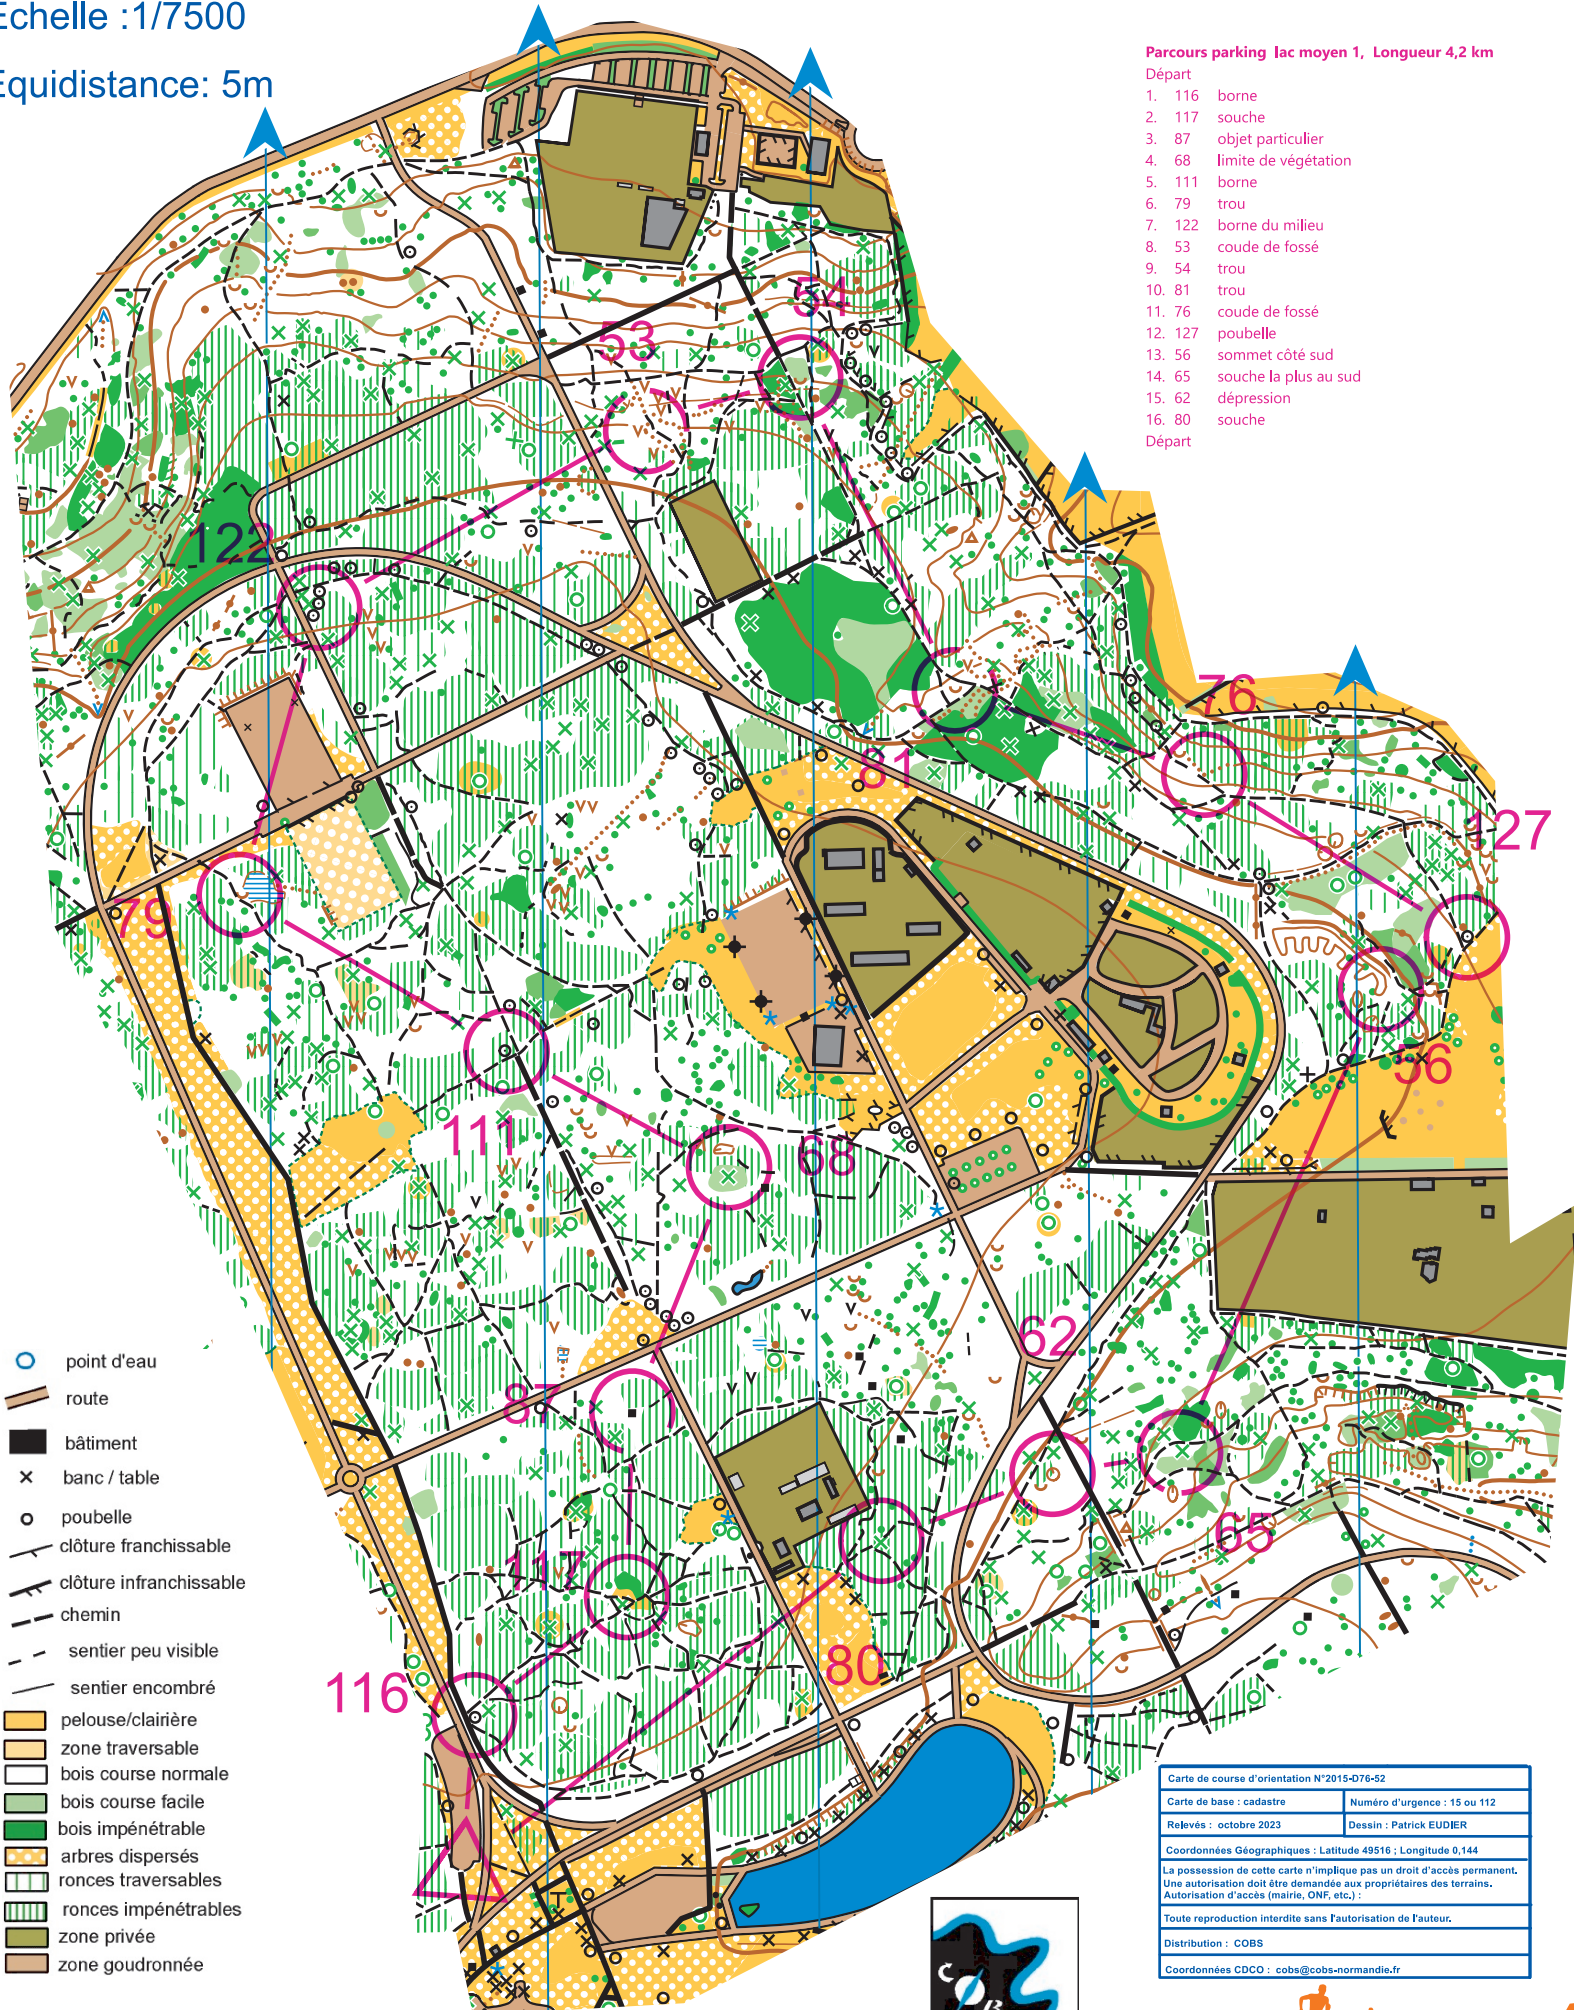 Echelle :1/7500
Equidistance: 5m
Parcours parking lac moyen 1, Longueur 4,2 km
Départ
1. 116 borne
2. 117 souche
3. 87 objet particulier
4. 68 limite de végétation
5. 111 borne
6. 79 trou
7. 122 borne du milieu
8. 53 coude de fossé
9. 54 trou
10. 81 trou
11. 76 coude de fossé
12. 127 poubelle
13. 56 sommet côté sud
14. 65 souche la plus au sud
15. 62 dépression
16. 80 souche
Départ
54
53
122
76
81
127
79
56
111
68
62
87
65
117
80
116
point d'eau
route
bâtiment
banc / table
poubelle
clôture franchissable
clôture infranchissable
chemin
sentier peu visible
sentier encombré
pelouse/clairière
zone traversable
bois course normale
bois course facile
bois impénétrable
arbres dispersés
ronces traversables
ronces impénétrables
zone privée
zone goudronnée
Carte de course d'orientation N°2015-D76-52
Carte de base : cadastre
Numéro d'urgence : 15 ou 112
Relevés : octobre 2023
Dessin : Patrick EUDIER
Coordonnées Géographiques : Latitude 49516 ; Longitude 0,144
La possession de cette carte n'implique pas un droit d'accès permanent.
Une autorisation doit être demandée aux propriétaires des terrains.
Autorisation d'accès (mairie, ONF, etc.) :
Toute reproduction interdite sans l'autorisation de l'auteur.
Distribution : COBS
Coordonnées CDCO : cobs@cobs-normandie.fr
C O B